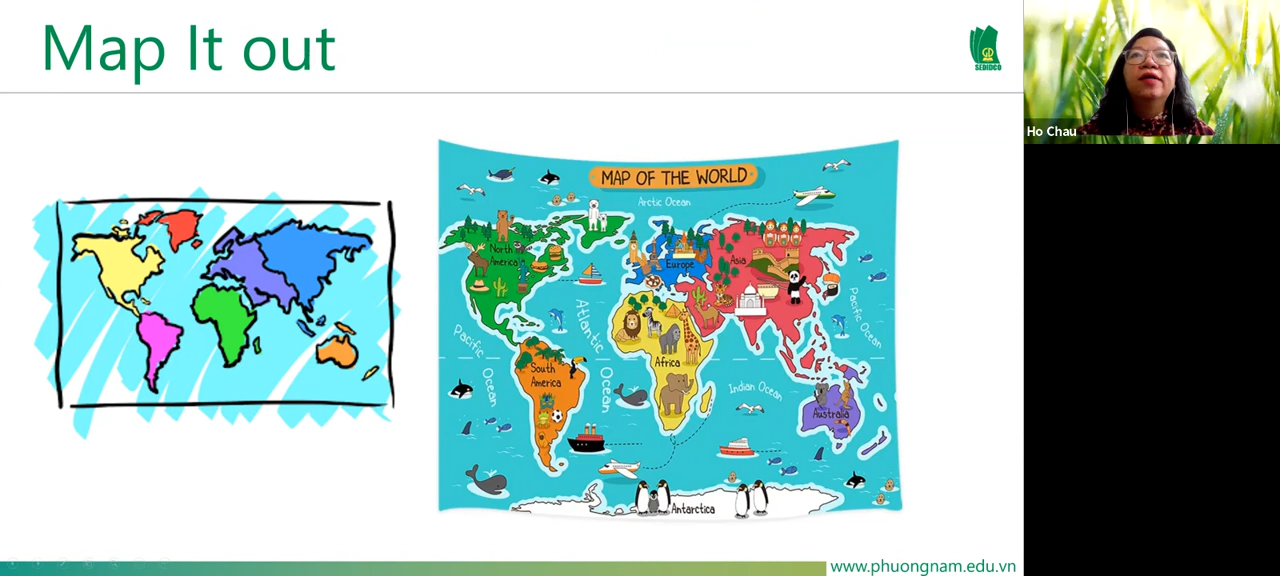 Map It out
GD
SEDIDCO
Ho Chau
MAP OF THE WORLD
Arctic Ocean
North
America
Europe
Asia
Atlantic
Ocean
Pacific
Ocean
Pacific Ocean
Africa
South
America
Indian Ocean
Australia
Antarctica
www.phuongnam.edu.vn